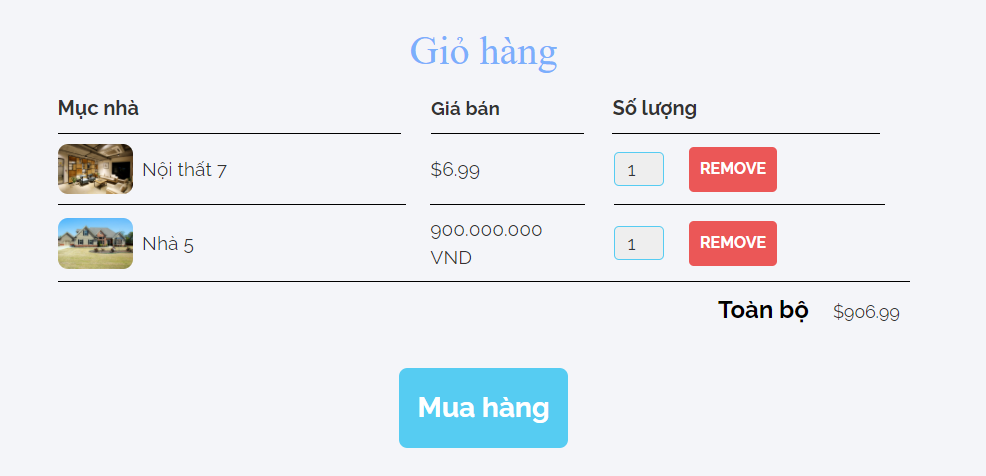 Giỏ hàng
Mục nhà Giá bán Số lượng
Nội thất 7 $6.99 1 REMOVE
Nhà 5 900.000.000 VND 1 REMOVE
Toàn bộ $906.99
Mua hàng